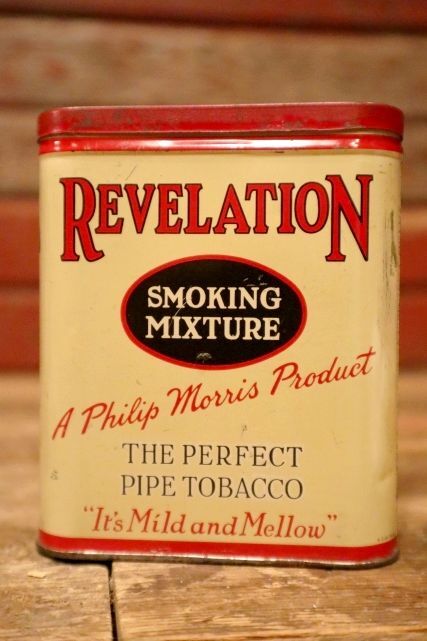 REVELATION
SMOKING
MIXTURE
A Philip Morris Product
THE PERFECT
PIPE TOBACCO
"It's Mild and Mellow"